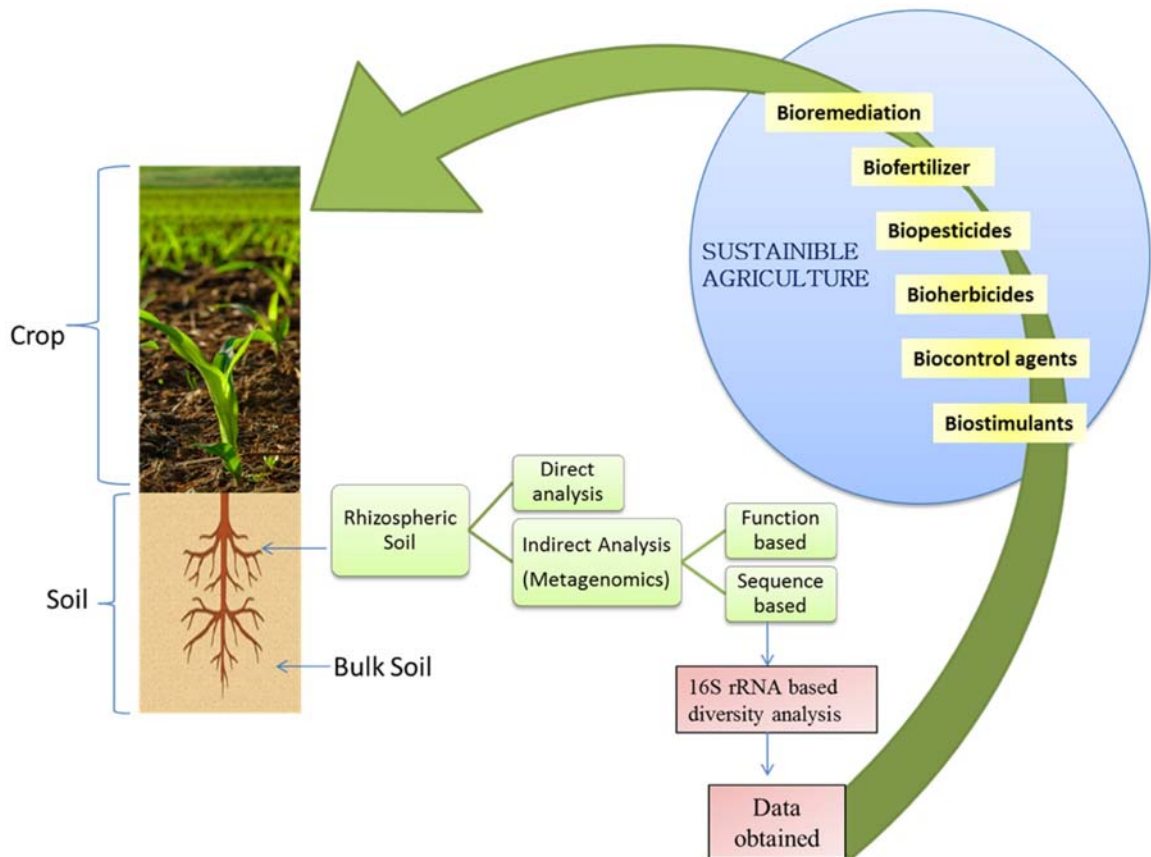 Bioremediation
Biofertilizer
Biopesticides
SUSTAINIBLE
AGRICULTURE
Bioherbicides
Biocontrol agents
Biostimulants
Crop
Soil
Rhizospheric
Soil
Direct
analysis
Indirect Analysis
(Metagenomics)
Function
based
Sequence
based
Bulk Soil
16S rRNA based
diversity analysis
Data
obtained